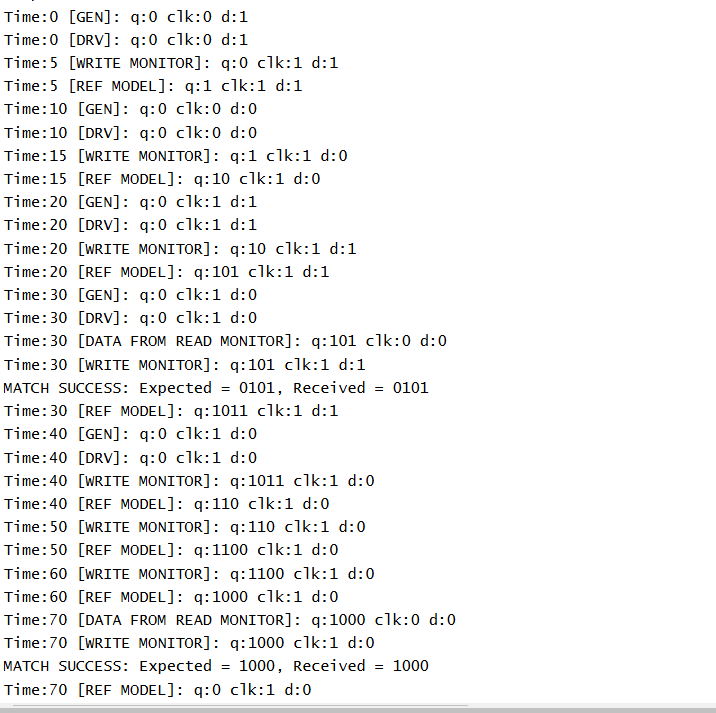 Time:0 [GEN]: q:0 clk:0 d:1
Time:0 [DRV]: q:0 clk:0 d:1
Time:5 [WRITE MONITOR]: q:0 clk:1 d:1
Time:5 [REF MODEL]: q:1 clk:1 d:1
Time:10 [GEN]: q:0 clk:0 d:0
Time:10 [DRV]: q:0 clk:0 d:0
Time:15 [WRITE MONITOR]: q:1 clk:1 d:0
Time:15 [REF MODEL]: q:10 clk:1 d:0
Time:20 [GEN]: q:0 clk:1 d:1
Time:20 [DRV]: q:0 clk:1 d:1
Time:20 [WRITE MONITOR]: q:10 clk:1 d:1
Time:20 [REF MODEL]: q:101 clk:1 d:1
Time:30 [GEN]: q:0 clk:1 d:0
Time:30 [DRV]: q:0 clk:1 d:0
Time:30 [DATA FROM READ MONITOR]: q:101 clk:0 d:0
Time:30 [WRITE MONITOR]: q:101 clk:1 d:1
MATCH SUCCESS: Expected = 0101, Received = 0101
Time:30 [REF MODEL]: q:1011 clk:1 d:1
Time:40 [GEN]: q:0 clk:1 d:0
Time:40 [DRV]: q:0 clk:1 d:0
Time:40 [WRITE MONITOR]: q:1011 clk:1 d:0
Time:40 [REF MODEL]: q:110 clk:1 d:0
Time:50 [WRITE MONITOR]: q:110 clk:1 d:0
Time:50 [REF MODEL]: q:1100 clk:1 d:0
Time:60 [WRITE MONITOR]: q:1100 clk:1 d:0
Time:60 [REF MODEL]: q:1000 clk:1 d:0
Time:70 [DATA FROM READ MONITOR]: q:1000 clk:0 d:0
Time:70 [WRITE MONITOR]: q:1000 clk:1 d:0
MATCH SUCCESS: Expected = 1000, Received = 1000
Time:70 [REF MODEL]: q:0 clk:1 d:0